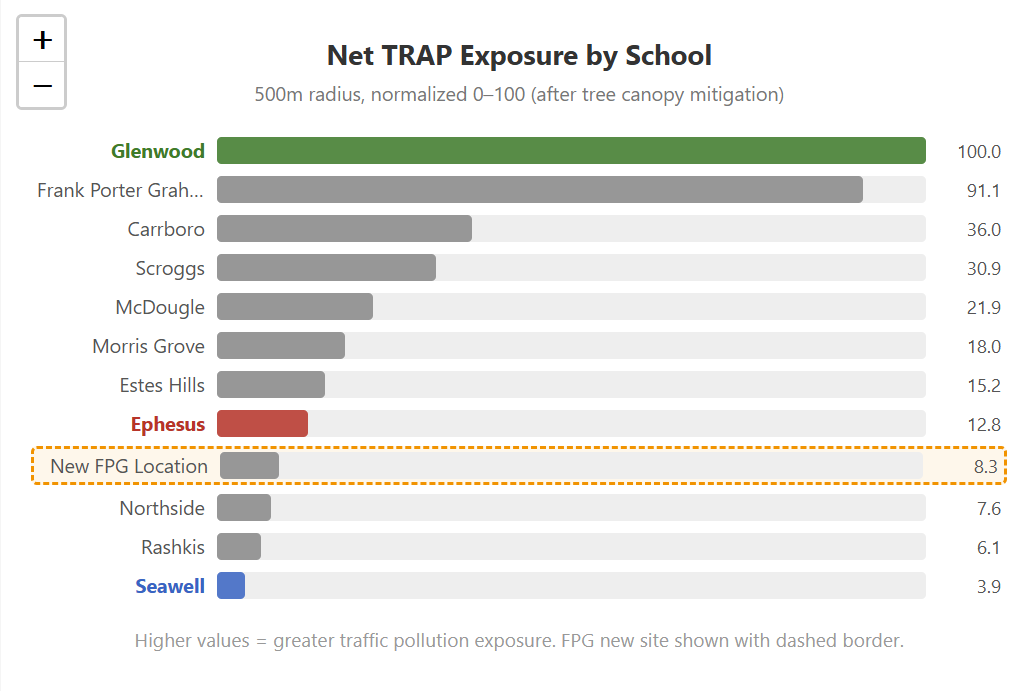 +
−
Net TRAP Exposure by School
500m radius, normalized 0–100 (after tree canopy mitigation)
Glenwood 100.0
Frank Porter Grah... 91.1
Carrboro 36.0
Scroggs 30.9
McDougle 21.9
Morris Grove 18.0
Estes Hills 15.2
Ephesus 12.8
New FPG Location 8.3
Northside 7.6
Rashkis 6.1
Seawell 3.9
Higher values = greater traffic pollution exposure. FPG new site shown with dashed border.